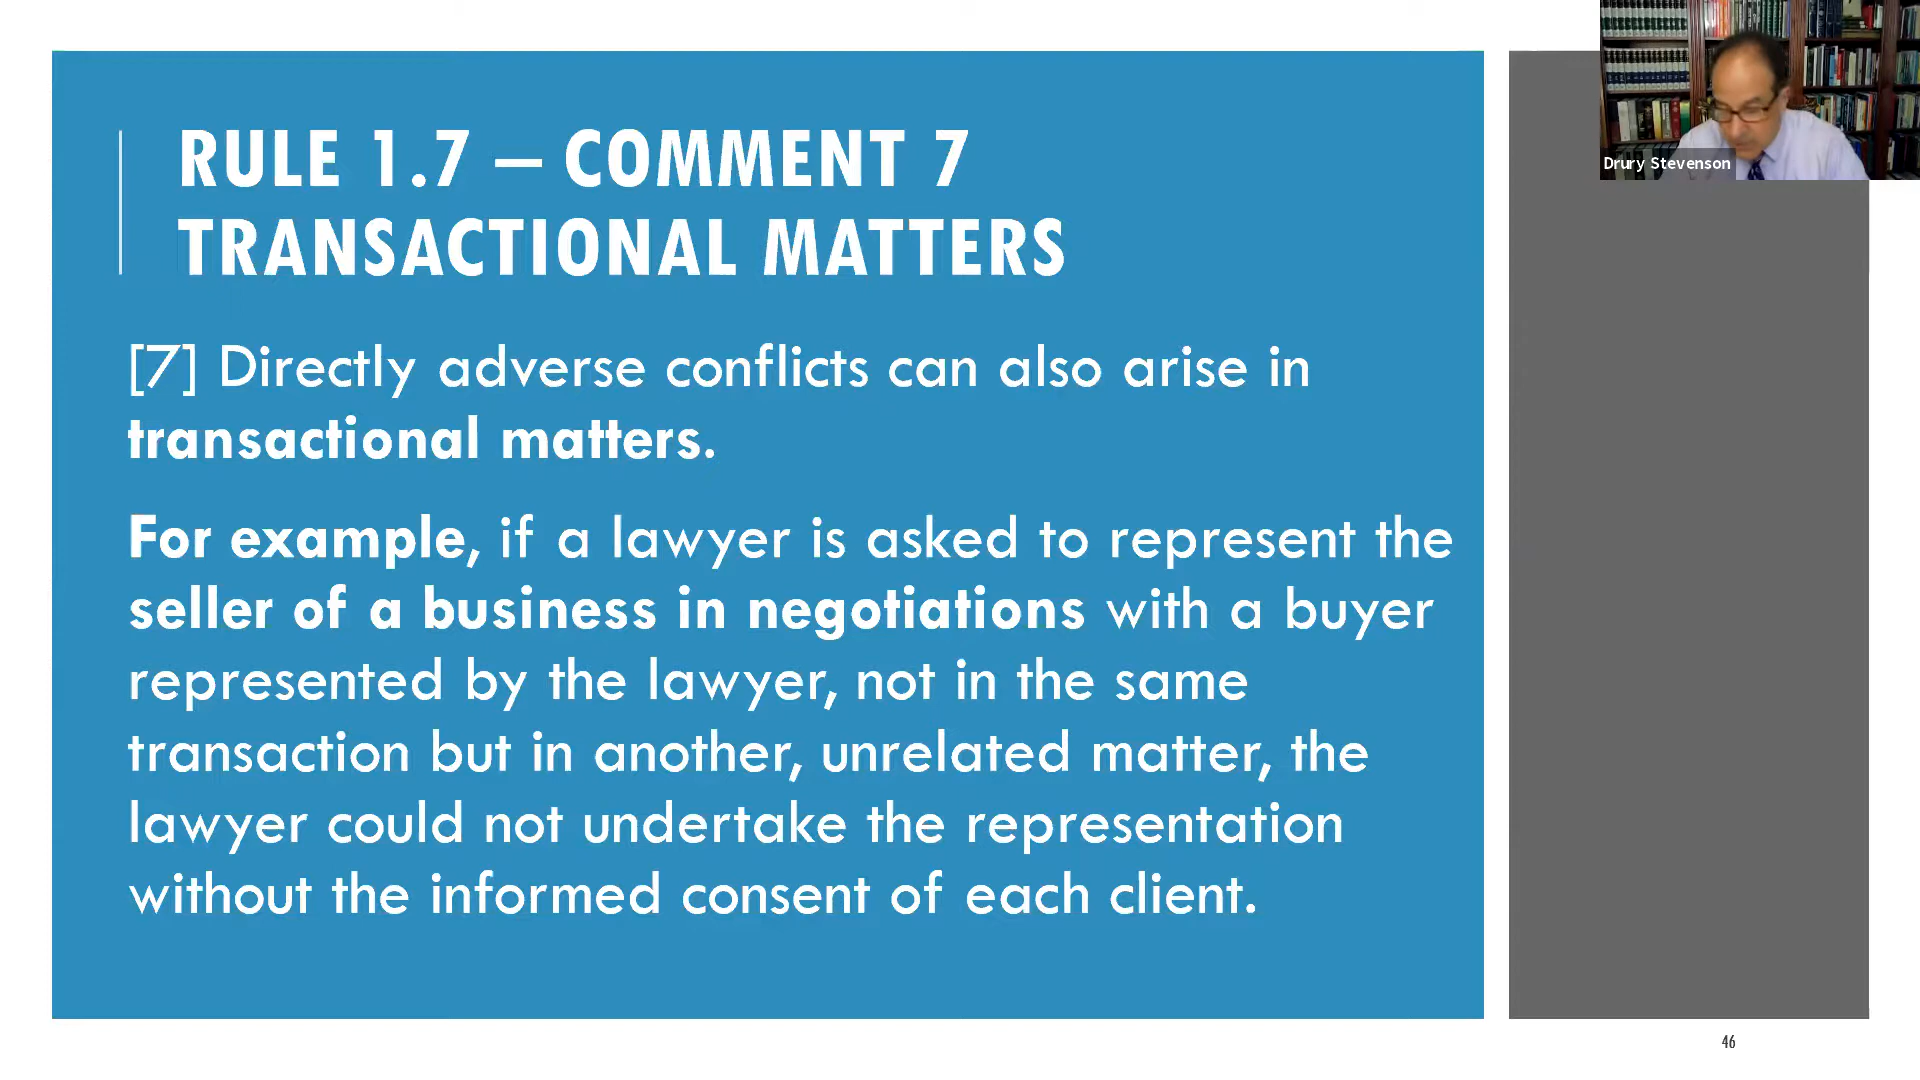 RULE 1.7 – COMMENT 7
TRANSACTIONAL MATTERS
[7] Directly adverse conflicts can also arise in
transactional matters.
For example, if a lawyer is asked to represent the
seller of a business in negotiations with a buyer
represented by the lawyer, not in the same
transaction but in another, unrelated matter, the
lawyer could not undertake the representation
without the informed consent of each client.
Drury Stevenson
46